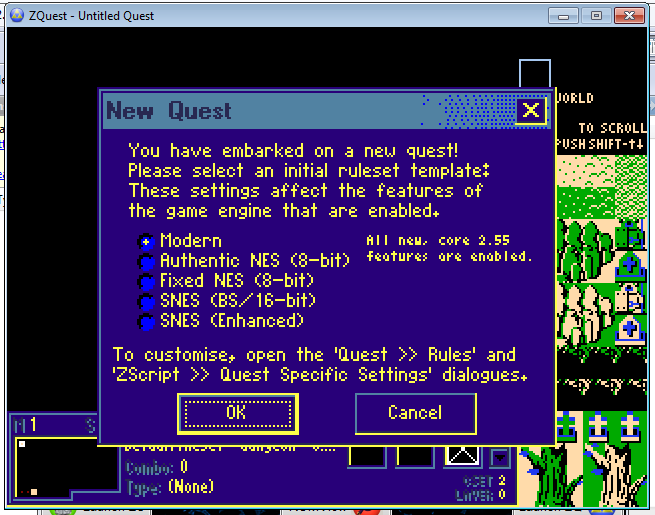 ZQuest - Untitled Quest
New Quest
X
WORLD
TO SCROLL
PUSH SHIFT-↑↓
You have embarked on a new quest!
Please select an initial ruleset template:
These settings affect the features of
the game engine that are enabled.
Modern
All new, core 2.55
features are enabled.
Authentic NES (8-bit)
Fixed NES (8-bit)
SNES (BS/16-bit)
SNES (Enhanced)
To customise, open the 'Quest >> Rules' and
'ZScript >> Quest Specific Settings' dialogues.
OK
Cancel
M 1
S
Combo: 0
Type: (None)
CSET 2
LAYER 0